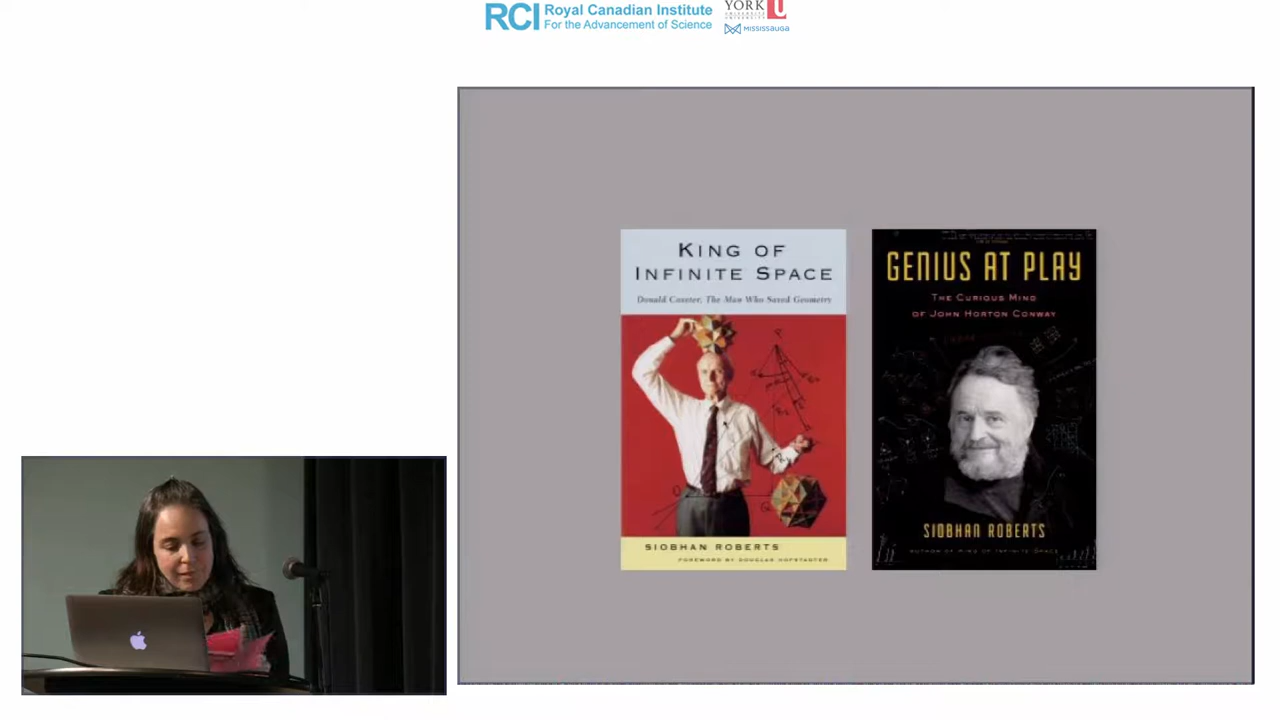 RCI Royal Canadian Institute
For the Advancement of Science
YORK U
UNIVERSITÉ
UNIVERSITY
MISSISSAUGA
KING OF
INFINITE SPACE
Donald Coxeter, The Man Who Saved Geometry
SIOBHAN ROBERTS
FOREWORD BY DOUGLAS HOFSTADTER
GENIUS AT PLAY
THE CURIOUS MIND
OF JOHN HORTON CONWAY
SIOBHAN ROBERTS
AUTHOR OF KING OF INFINITE SPACE